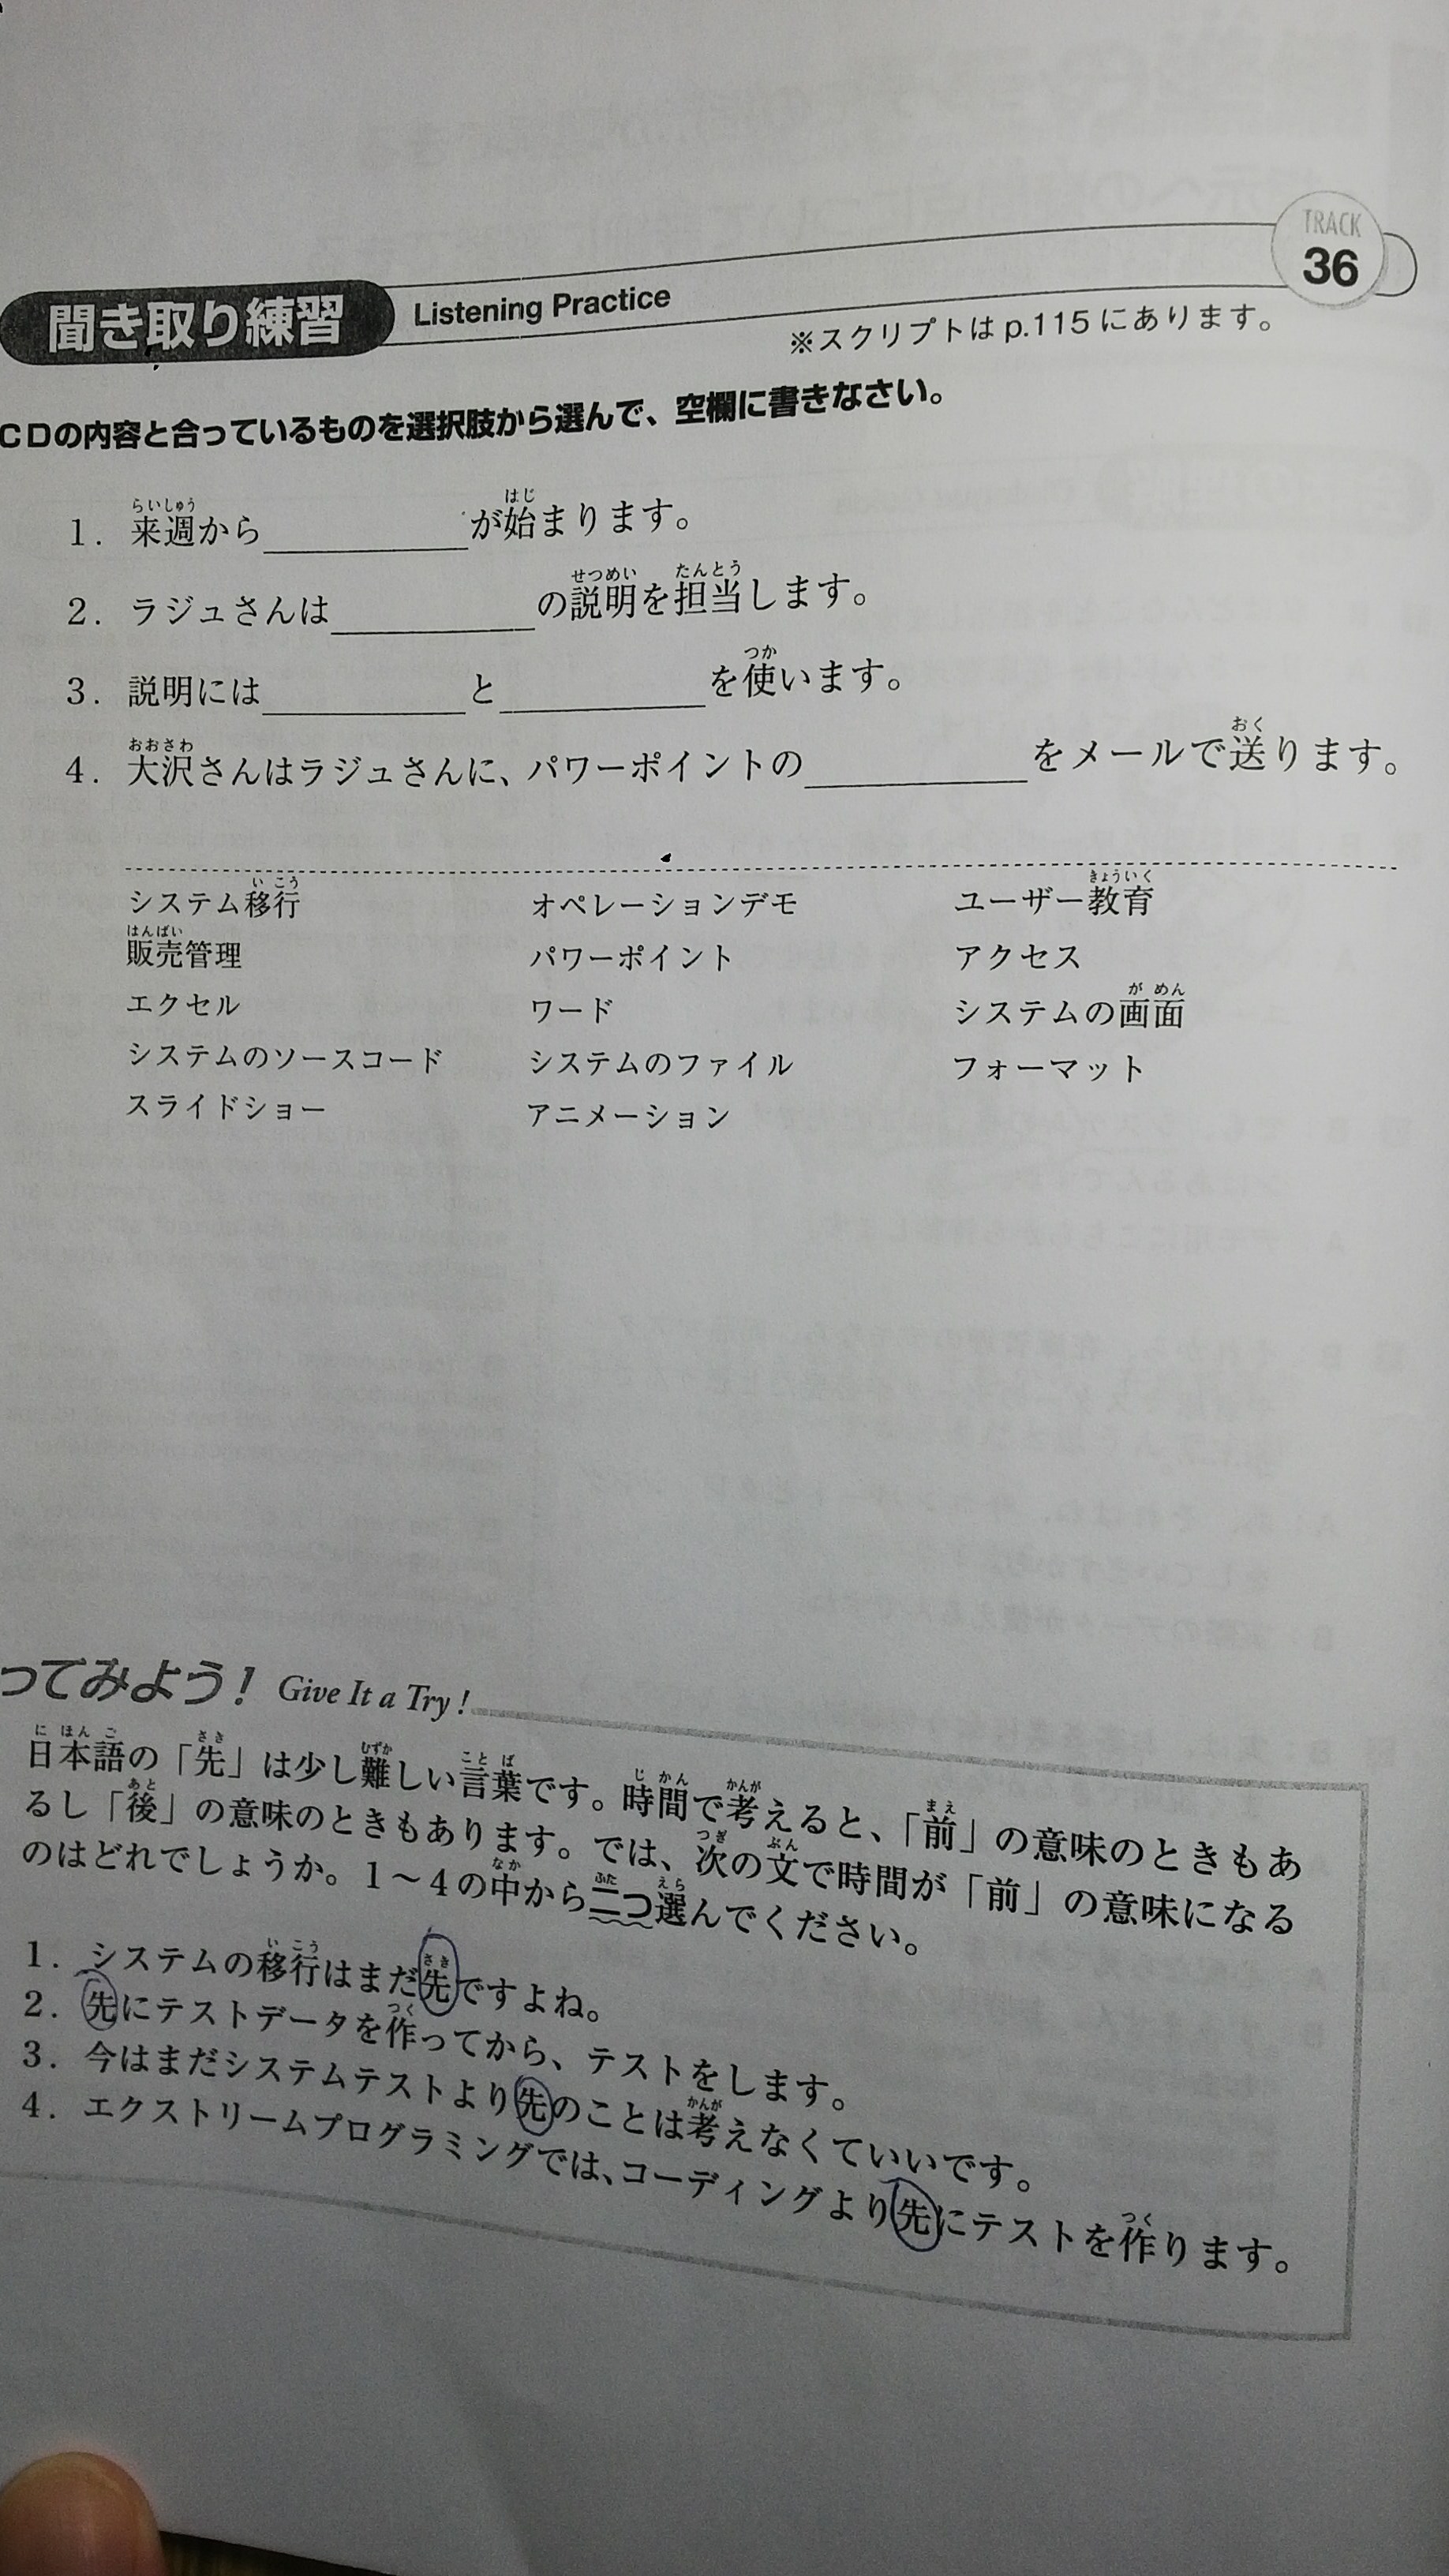 聞き取り練習 Listening Practice
※スクリプトは p.115 にあります。
TRACK
36
CDの内容と合っているものを選択肢から選んで、空欄に書きなさい。
1. 来週から＿＿＿＿＿＿が始まります。
2. ラジュさんは＿＿＿＿＿＿の説明を担当します。
3. 説明には＿＿＿＿＿＿と＿＿＿＿＿＿を使います。
4. 大沢さんはラジュさんに、パワーポイントの＿＿＿＿＿＿をメールで送ります。
システム移行 オペレーションデモ ユーザー教育
販売管理 パワーポイント アクセス
エクセル ワード システムの画面
システムのソースコード システムのファイル フォーマット
スライドショー アニメーション
ってみよう！ Give It a Try!
日本語の「先」は少し難しい言葉です。時間で考えると、「前」の意味のときもあ
るし「後」の意味のときもあります。では、次の文で時間が「前」の意味になる
のはどれでしょうか。1～4の中から二つ選んでください。
1. システムの移行はまだ先ですよね。
2. 先にテストデータを作ってから、テストをします。
3. 今はまだシステムテストより先のことは考えなくていいです。
4. エクストリームプログラミングでは、コーディングより先にテストを作ります。